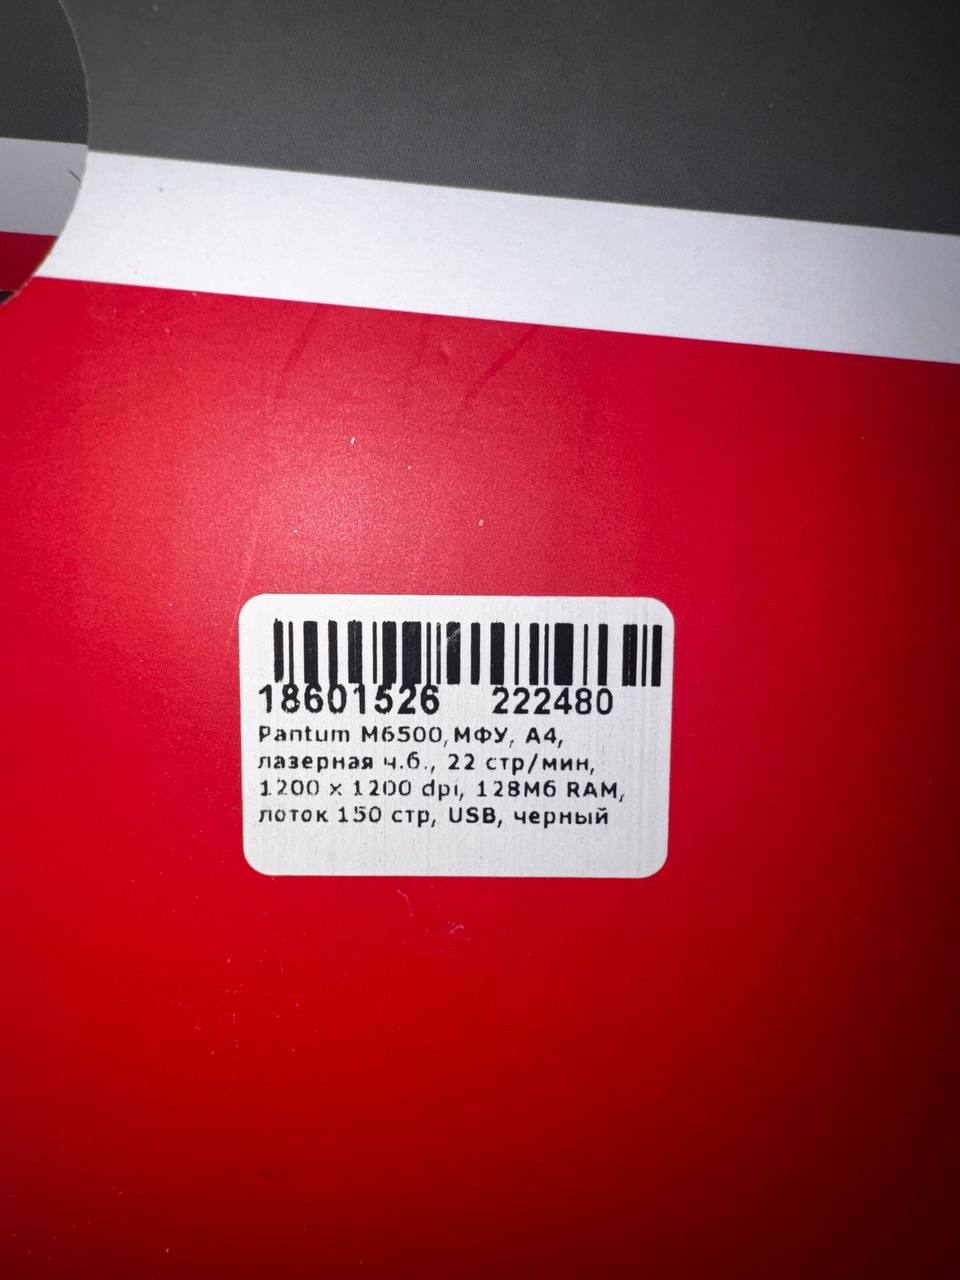 18601526 222480
Pantum M6500,МФУ, А4,
лазерная ч.б., 22 стр/мин,
1200 x 1200 dpi, 128Мб RAM,
лоток 150 стр, USB, черный